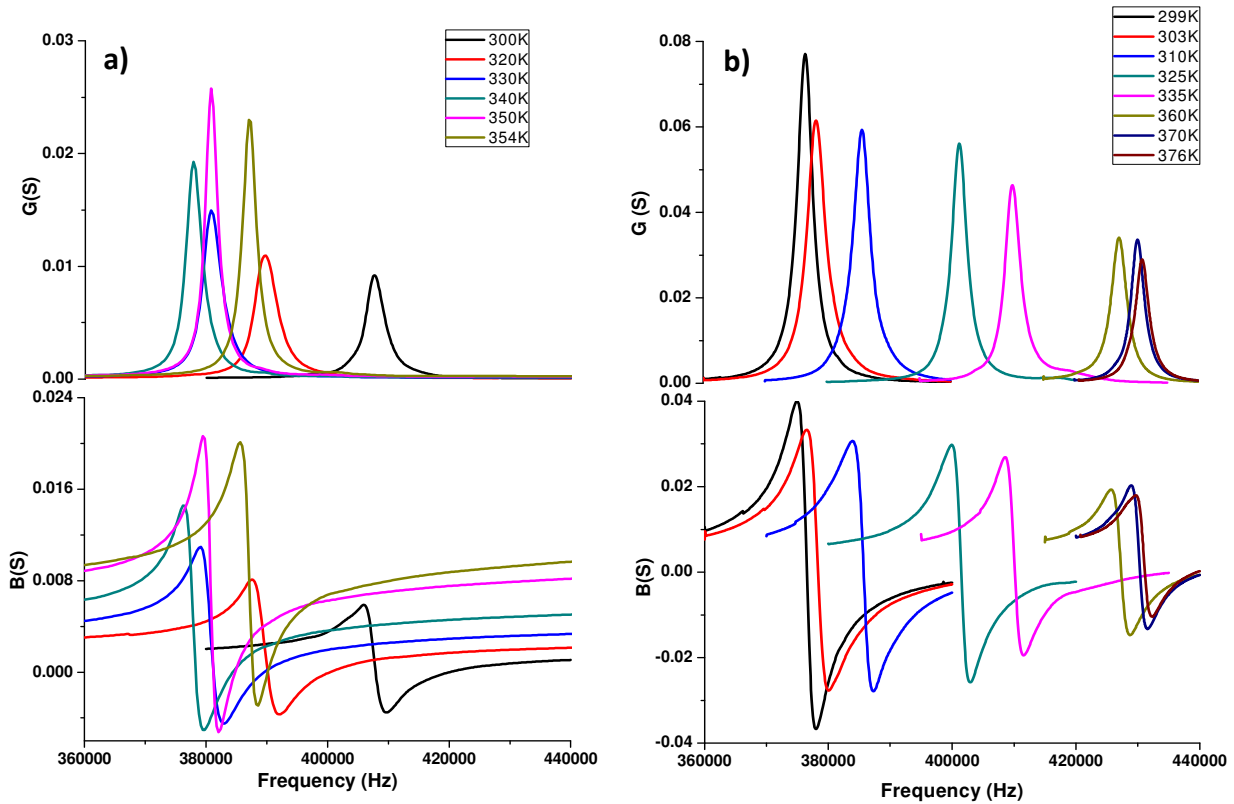 a)
300K
320K
330K
340K
350K
354K
0.03
0.02
0.01
0.00
G(S)
0.024
0.016
0.008
0.000
B(S)
360000 380000 400000 420000 440000
Frequency (Hz)
b)
299K
303K
310K
325K
335K
360K
370K
376K
0.08
0.06
0.04
0.02
0.00
G (S)
0.04
0.02
0.00
-0.02
-0.04
B(S)
360000 380000 400000 420000 440000
Frequency (Hz)